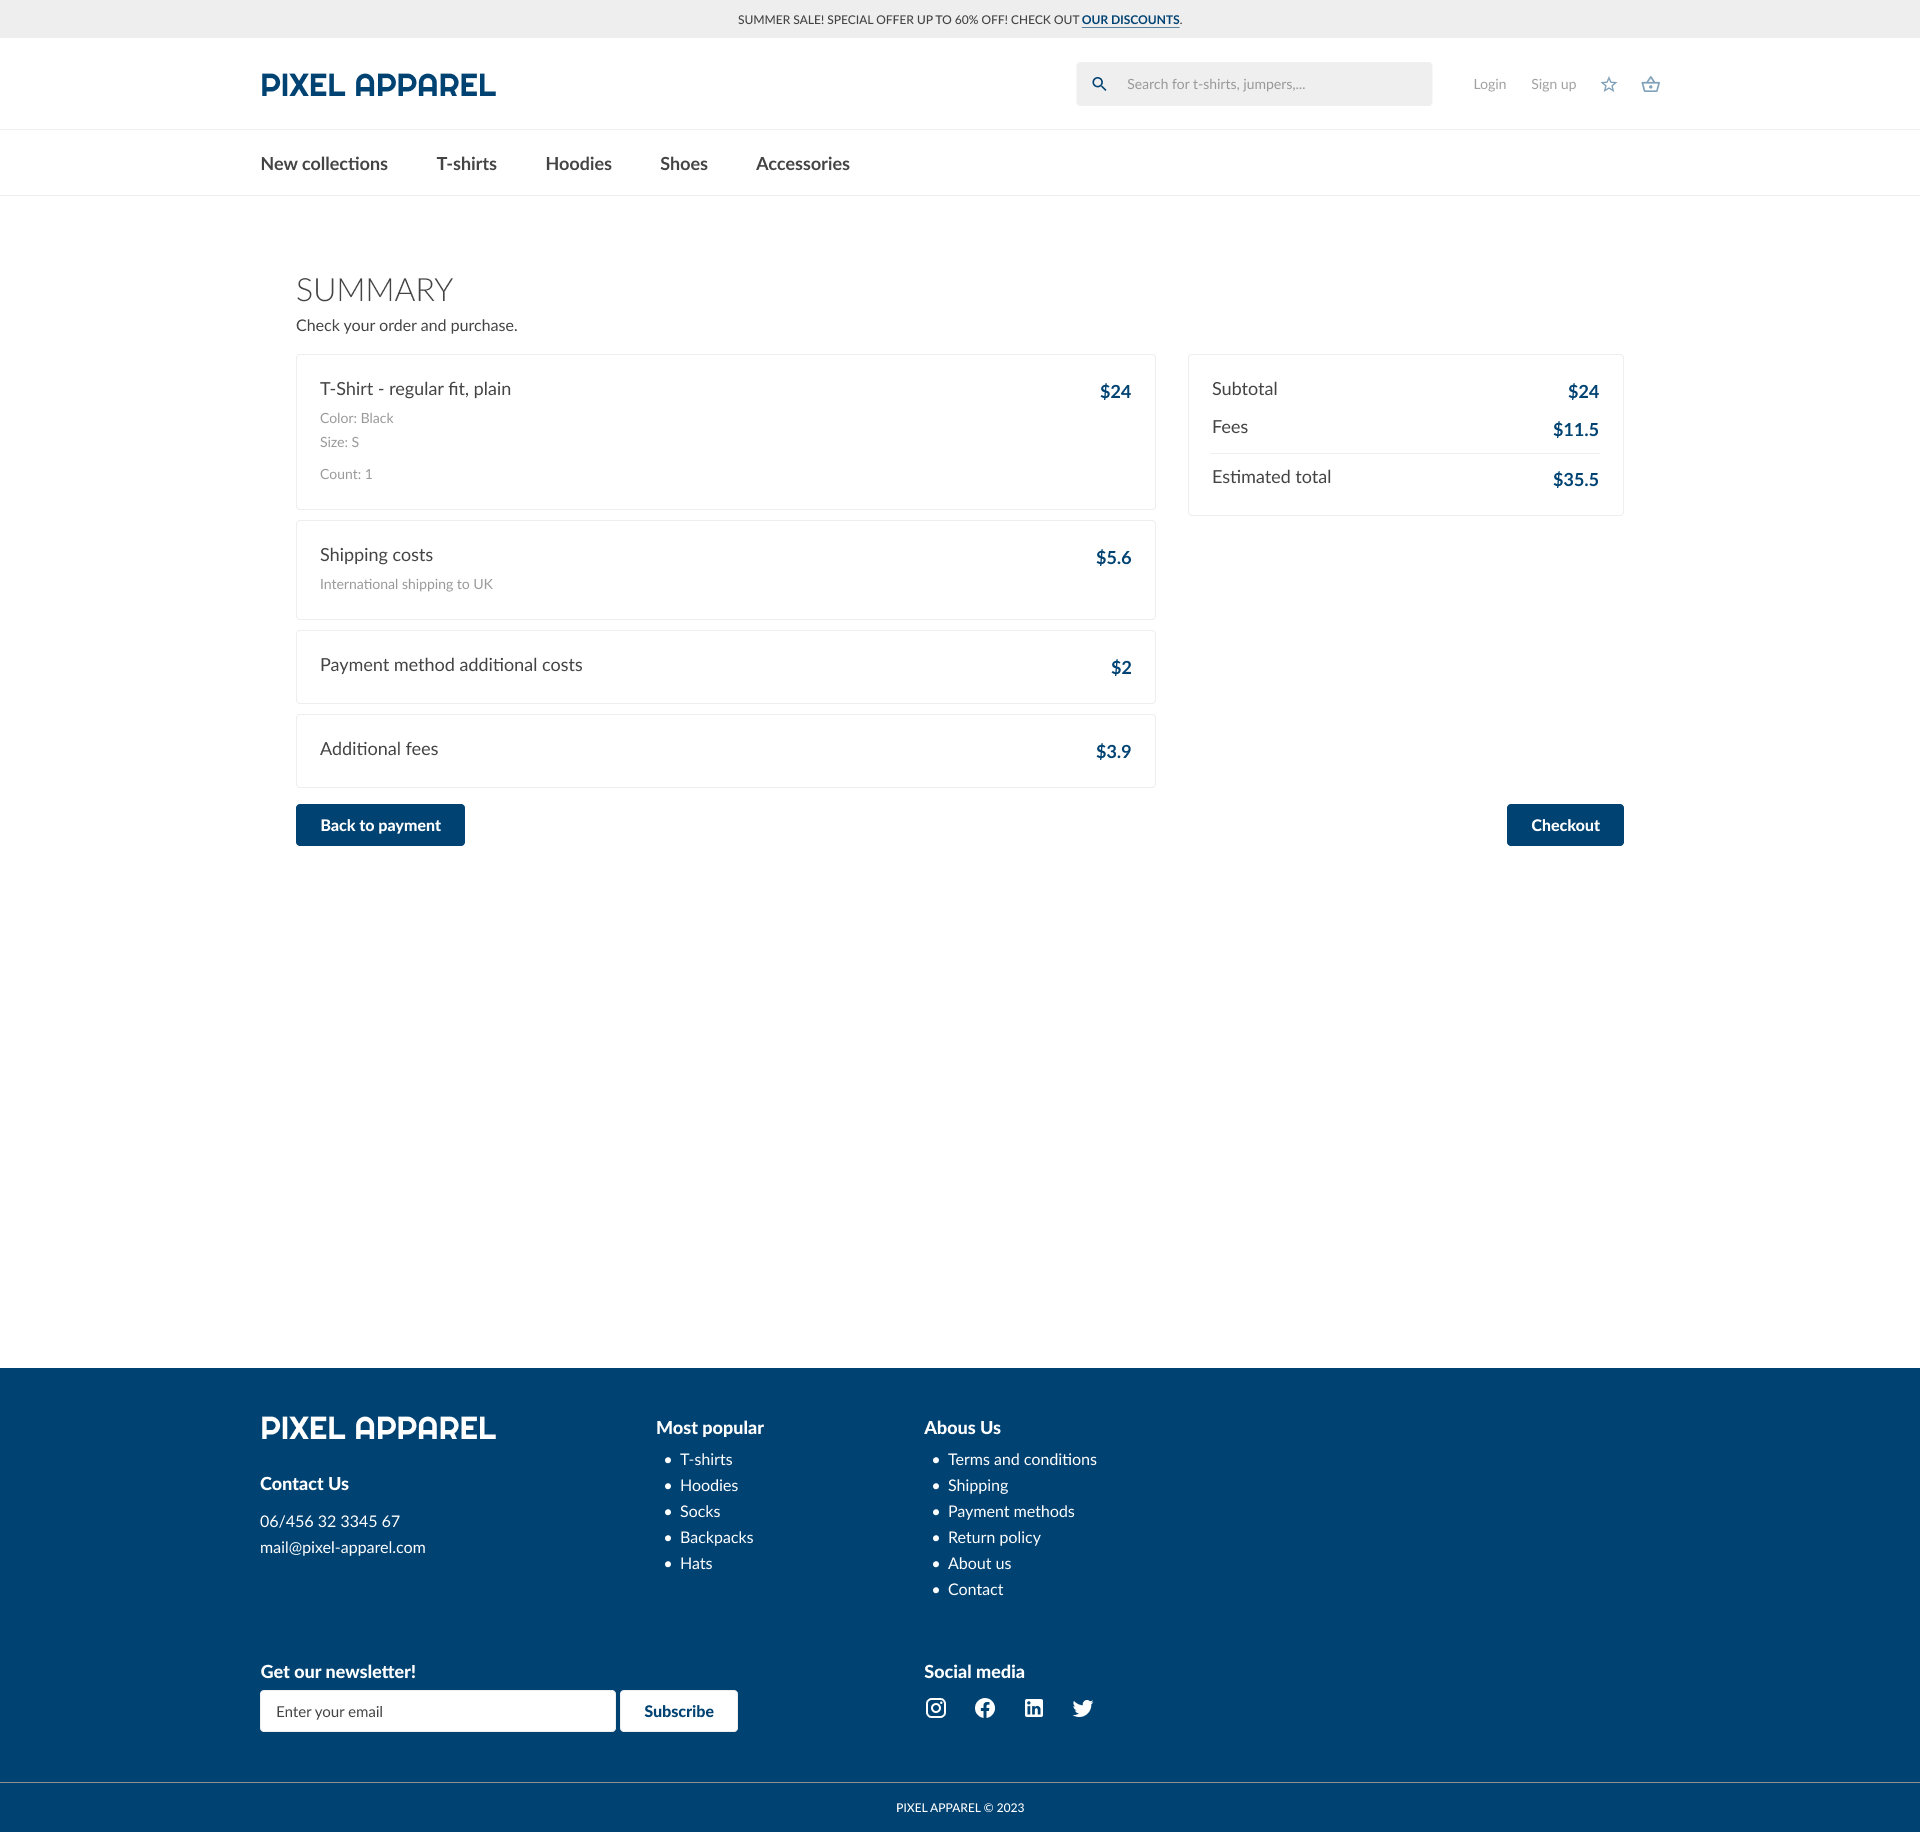 SUMMER SALE! SPECIAL OFFER UP TO 60% OFF! CHECK OUT OUR DISCOUNTS.
PIXEL APPAREL
Search for t-shirts, jumpers,...
Login
Sign up
New collections
T-shirts
Hoodies
Shoes
Accessories
SUMMARY
Check your order and purchase.
T-Shirt - regular fit, plain
$24
Color: Black
Size: S
Count: 1
Shipping costs
$5.6
International shipping to UK
Payment method additional costs
$2
Additional fees
$3.9
Subtotal
$24
Fees
$11.5
Estimated total
$35.5
Back to payment
Checkout
PIXEL APPAREL
Contact Us
06/456 32 3345 67
mail@pixel-apparel.com
Most popular
T-shirts
Hoodies
Socks
Backpacks
Hats
Abous Us
Terms and conditions
Shipping
Payment methods
Return policy
About us
Contact
Get our newsletter!
Enter your email
Subscribe
Social media
PIXEL APPAREL © 2023